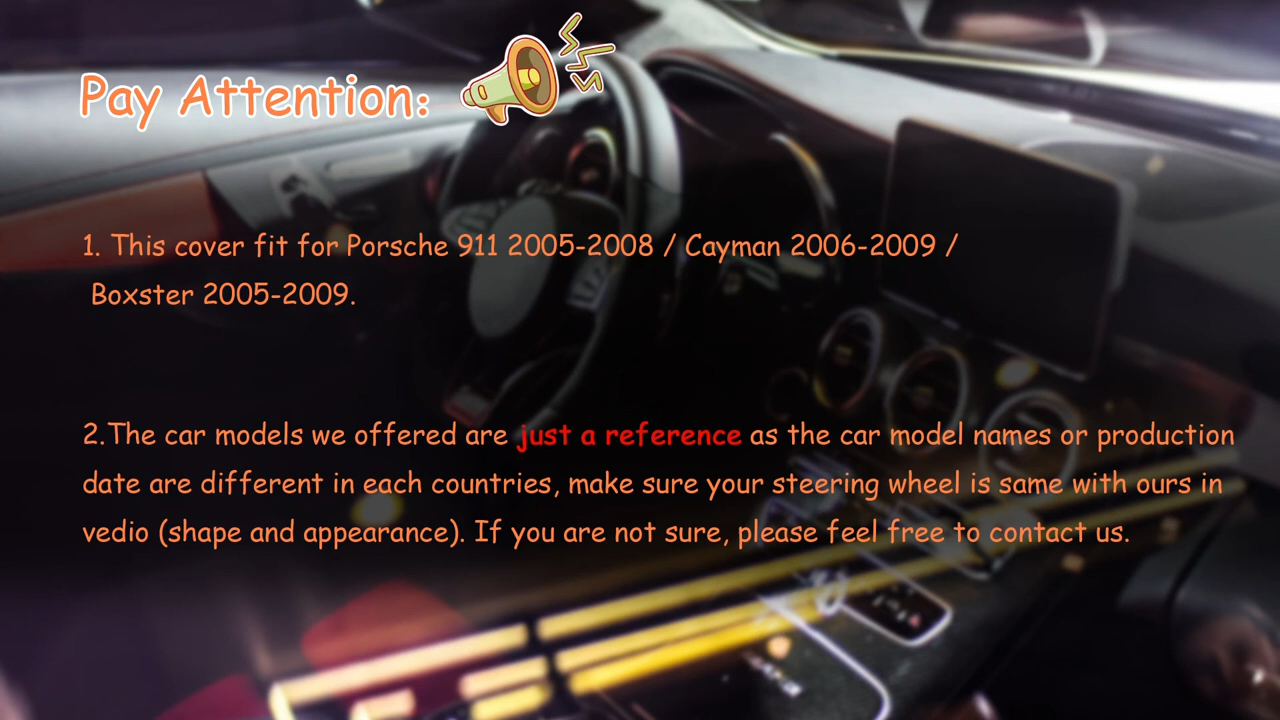 Pay Attention:
1. This cover fit for Porsche 911 2005-2008 / Cayman 2006-2009 /
Boxster 2005-2009.
2.The car models we offered are just a reference as the car model names or production
date are different in each countries, make sure your steering wheel is same with ours in
vedio (shape and appearance). If you are not sure, please feel free to contact us.